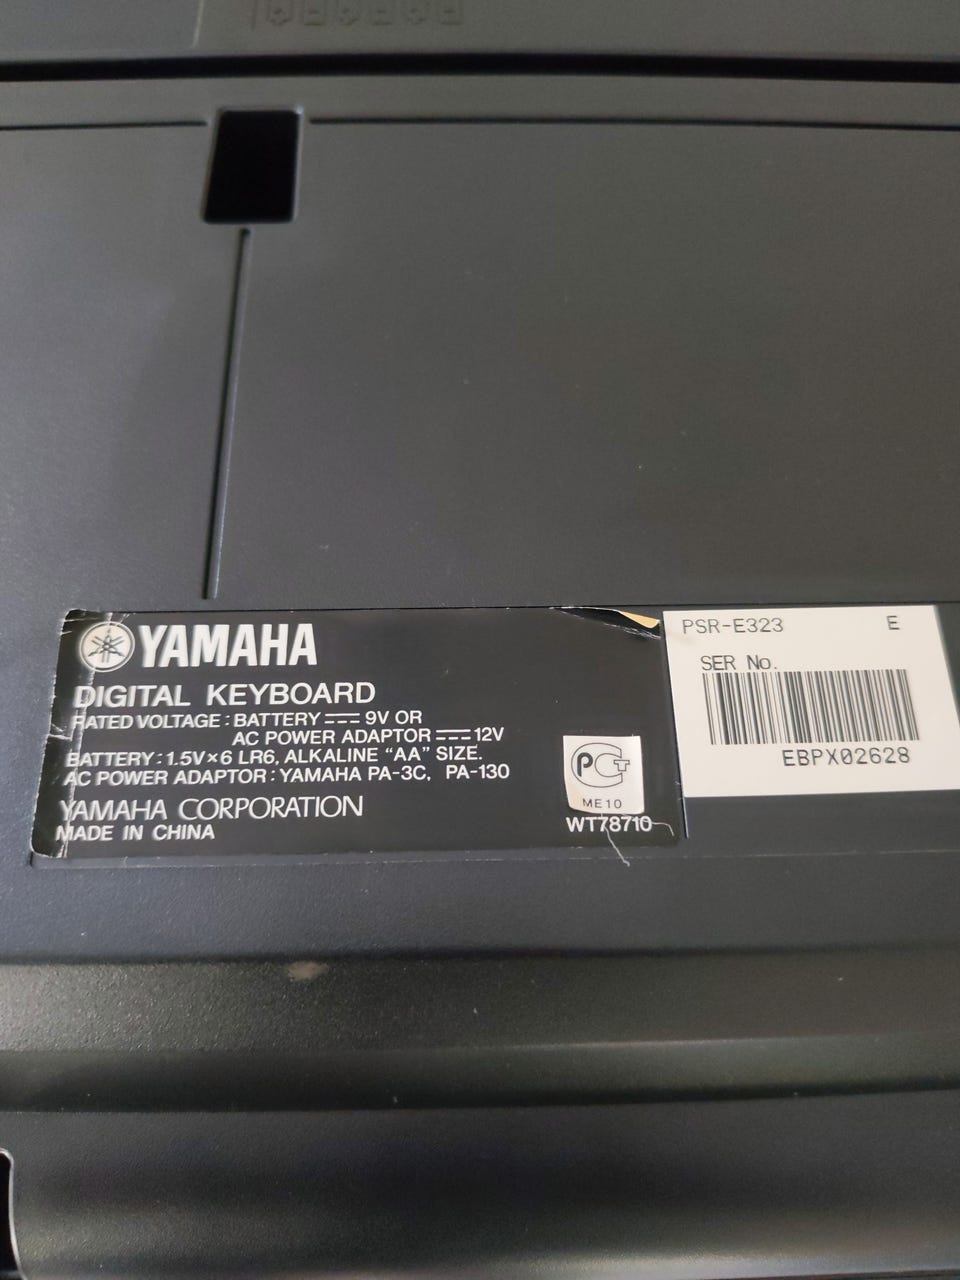 YAMAHA
DIGITAL KEYBOARD
RATED VOLTAGE : BATTERY ⎓ 9V OR
AC POWER ADAPTOR ⎓ 12V
BATTERY : 1.5V×6 LR6, ALKALINE “AA” SIZE.
AC POWER ADAPTOR : YAMAHA PA-3C, PA-130
YAMAHA CORPORATION
MADE IN CHINA
РСТ
ME10
WT78710
PSR-E323 E
SER No.
EBPX02628